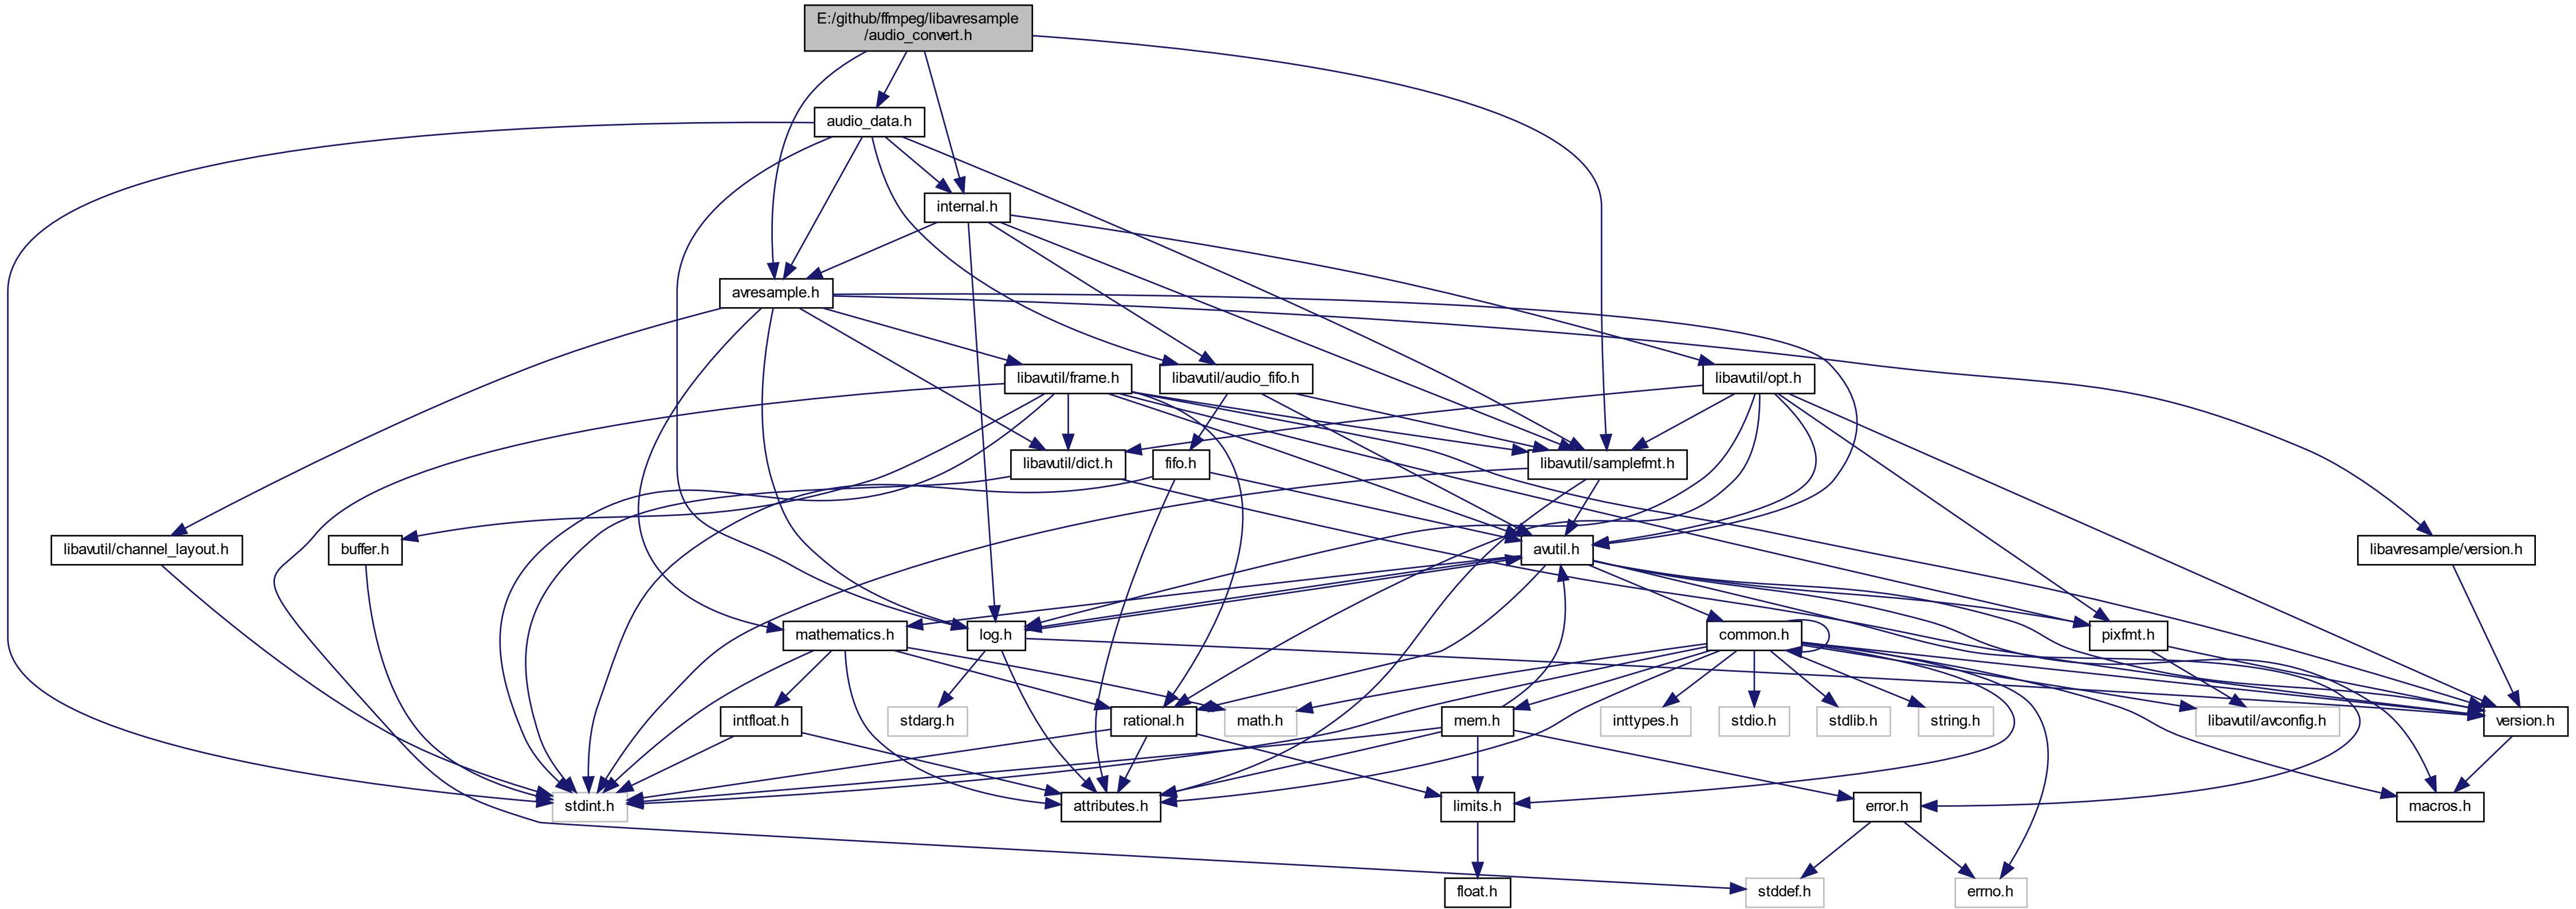 E:/github/ffmpeg/libavresample
/audio_convert.h
audio_data.h
internal.h
avresample.h
libavutil/frame.h
libavutil/audio_fifo.h
libavutil/opt.h
libavutil/dict.h
fifo.h
libavutil/samplefmt.h
libavutil/channel_layout.h
buffer.h
avutil.h
libavresample/version.h
mathematics.h
log.h
common.h
pixfmt.h
intfloat.h
stdarg.h
rational.h
math.h
mem.h
inttypes.h
stdio.h
stdlib.h
string.h
libavutil/avconfig.h
version.h
stdint.h
attributes.h
limits.h
error.h
macros.h
float.h
stddef.h
errno.h